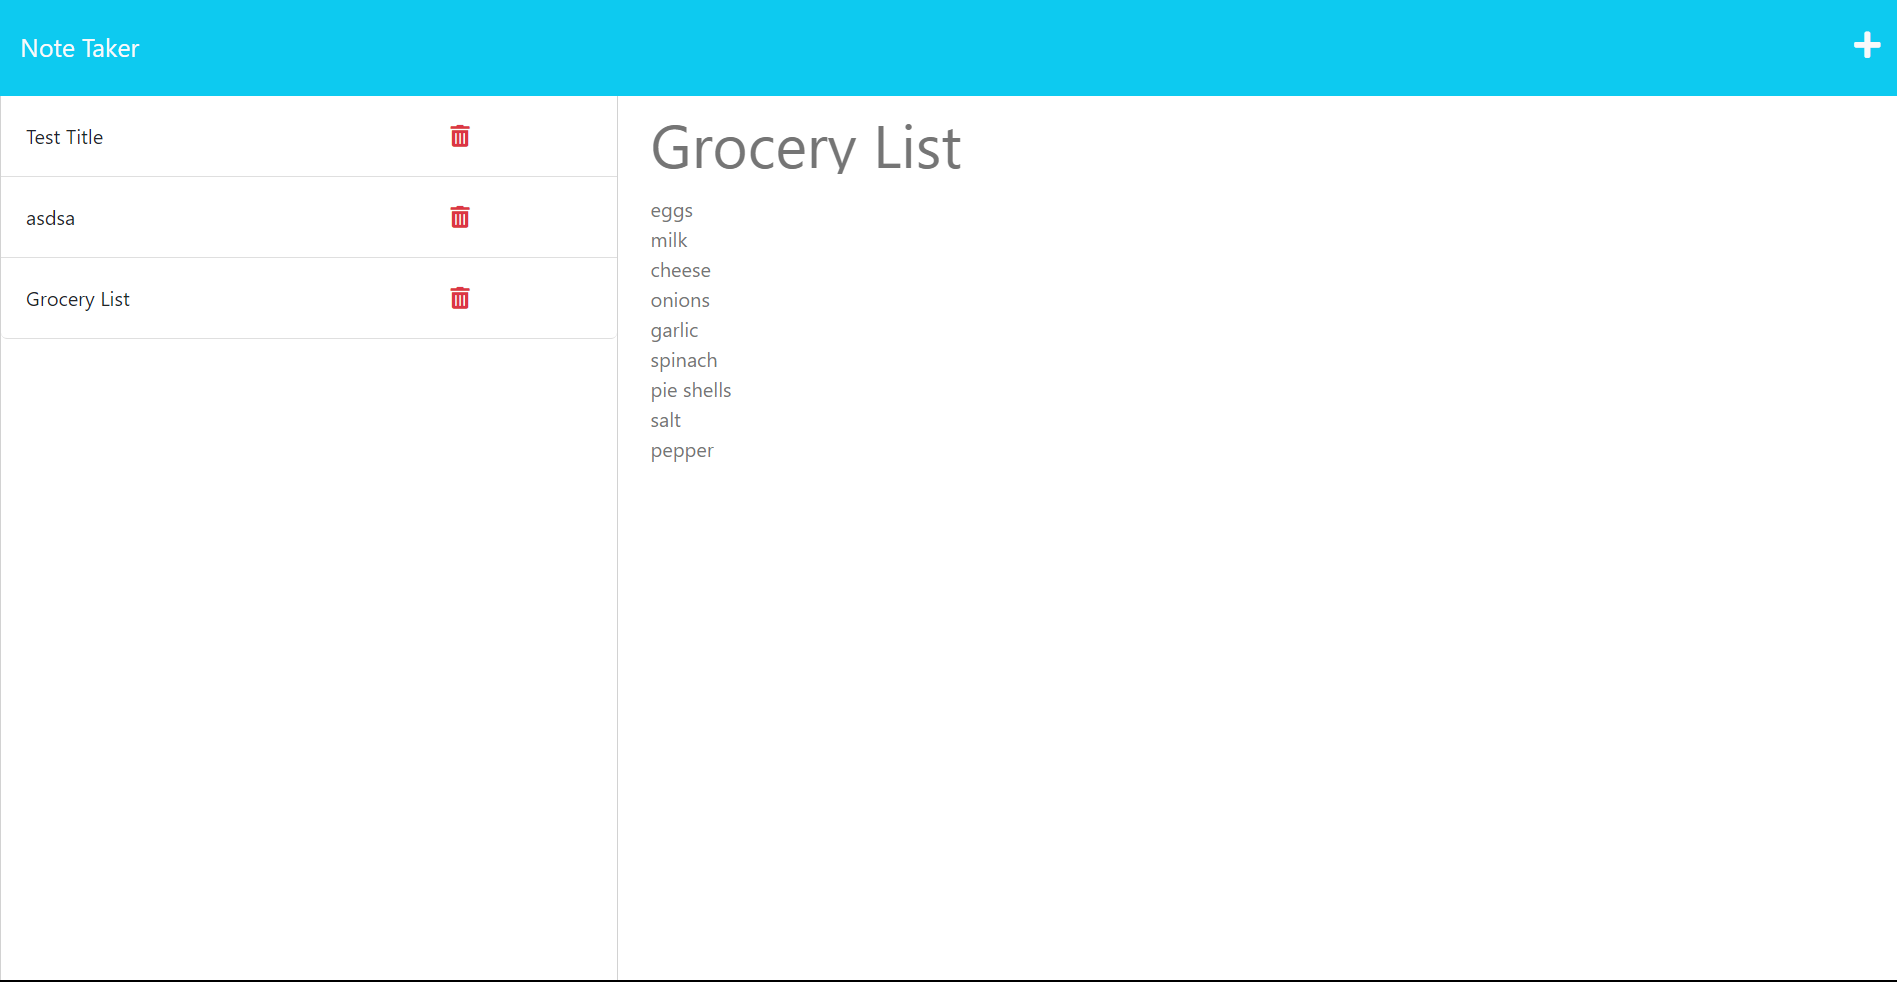 Note Taker
Test Title
asdsa
Grocery List
Grocery List
eggs
milk
cheese
onions
garlic
spinach
pie shells
salt
pepper